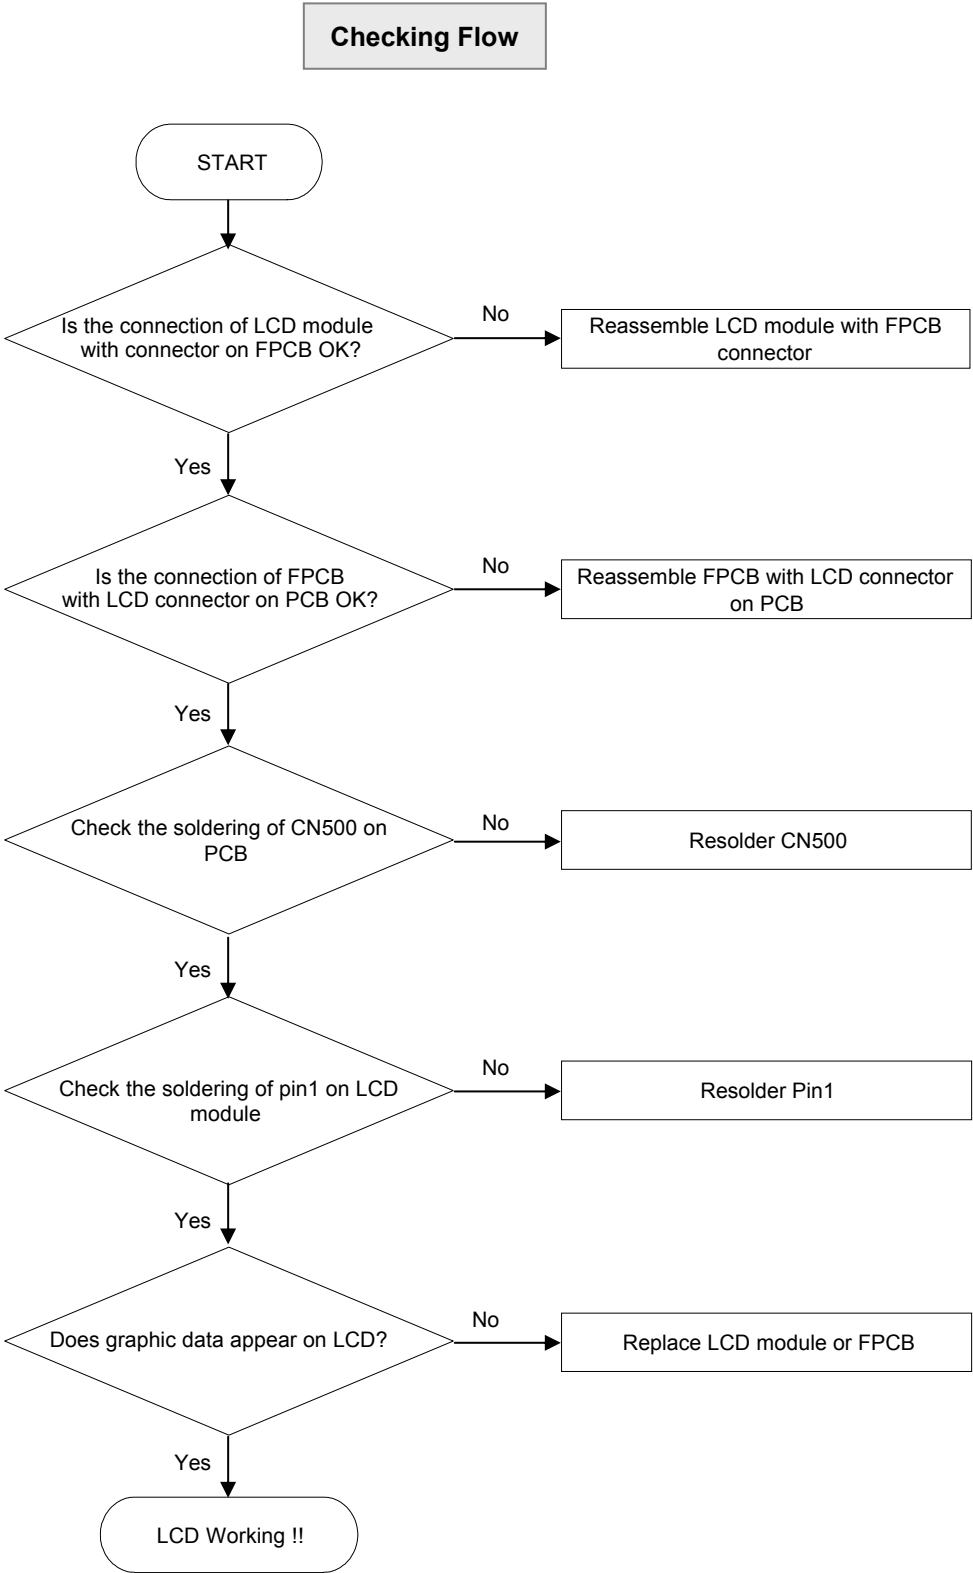 Checking Flow
START
Is the connection of LCD module
with connector on FPCB OK?
No
Reassemble LCD module with FPCB
connector
Yes
Is the connection of FPCB
with LCD connector on PCB OK?
No
Reassemble FPCB with LCD connector
on PCB
Yes
Check the soldering of CN500 on
PCB
No
Resolder CN500
Yes
Check the soldering of pin1 on LCD
module
No
Resolder Pin1
Yes
Does graphic data appear on LCD?
No
Replace LCD module or FPCB
Yes
LCD Working !!